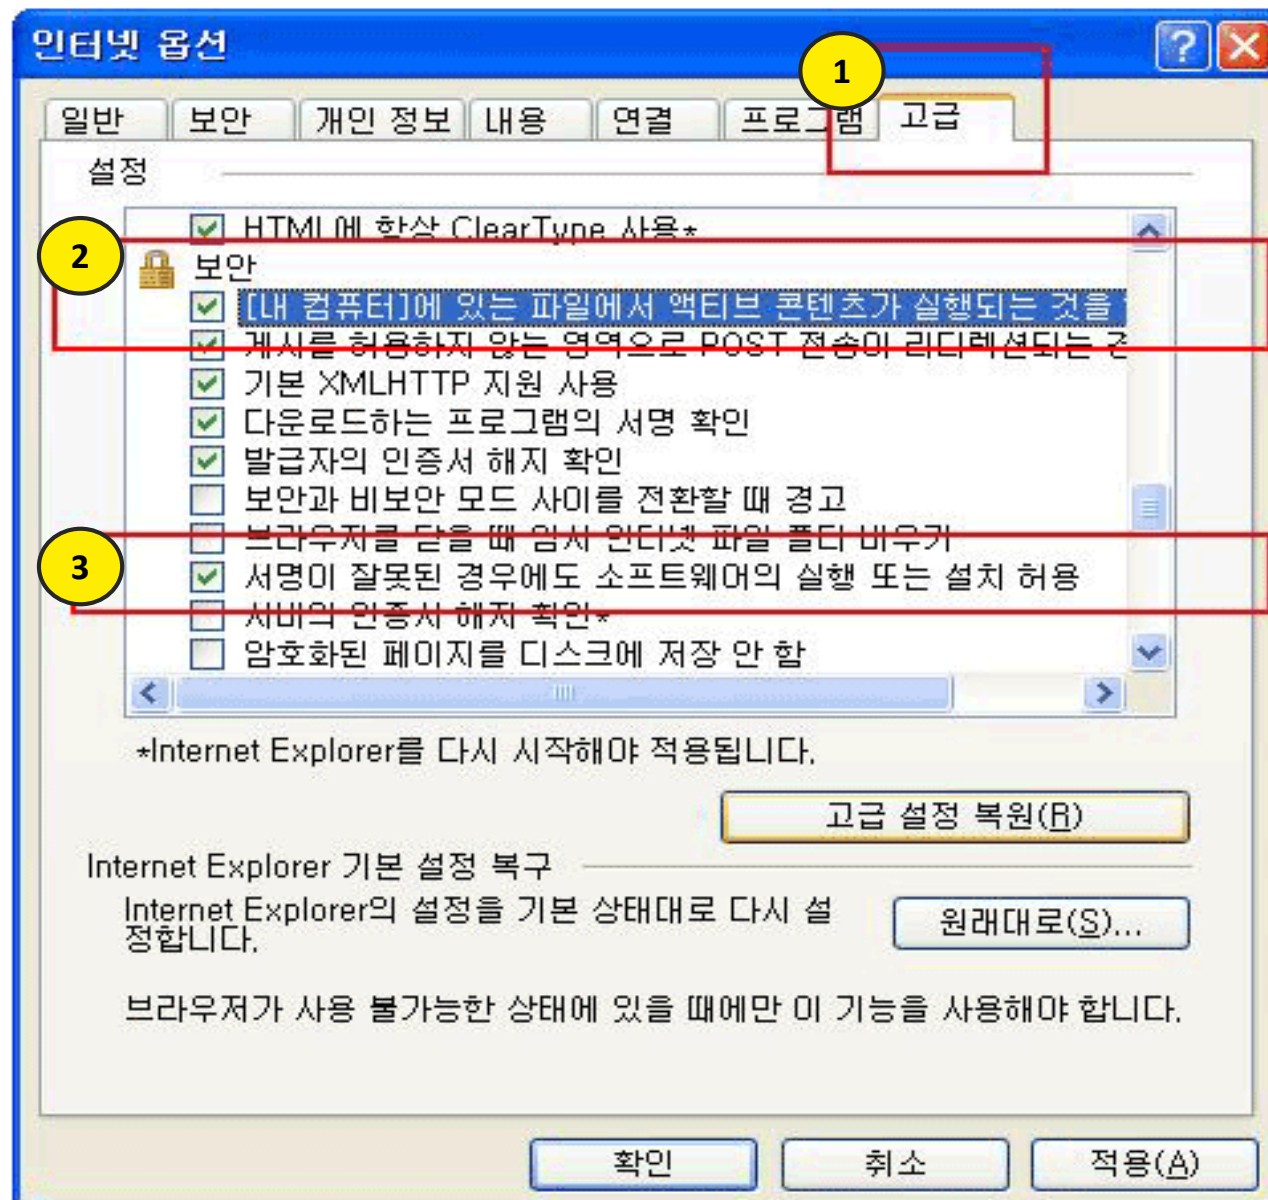 인터넷 옵션
1
일반 보안 개인 정보 내용 연결 프로그램 고급
설정
HTML에 항상 ClearType 사용*
2
보안
[내 컴퓨터]에 있는 파일에서 액티브 콘텐츠가 실행되는 것을
게시를 허용하지 않는 영역으로 POST 전송이 리디렉션되는 경
기본 XMLHTTP 지원 사용
다운로드하는 프로그램의 서명 확인
발급자의 인증서 해지 확인
보안과 비보안 모드 사이를 전환할 때 경고
브라우저를 닫을 때 임시 인터넷 파일 폴더 비우기
3
서명이 잘못된 경우에도 소프트웨어의 실행 또는 설치 허용
서버의 인증서 해지 확인*
암호화된 페이지를 디스크에 저장 안 함
*Internet Explorer를 다시 시작해야 적용됩니다.
고급 설정 복원(R)
Internet Explorer 기본 설정 복구
Internet Explorer의 설정을 기본 상태대로 다시 설
정합니다.
원래대로(S)...
브라우저가 사용 불가능한 상태에 있을 때에만 이 기능을 사용해야 합니다.
확인 취소 적용(A)